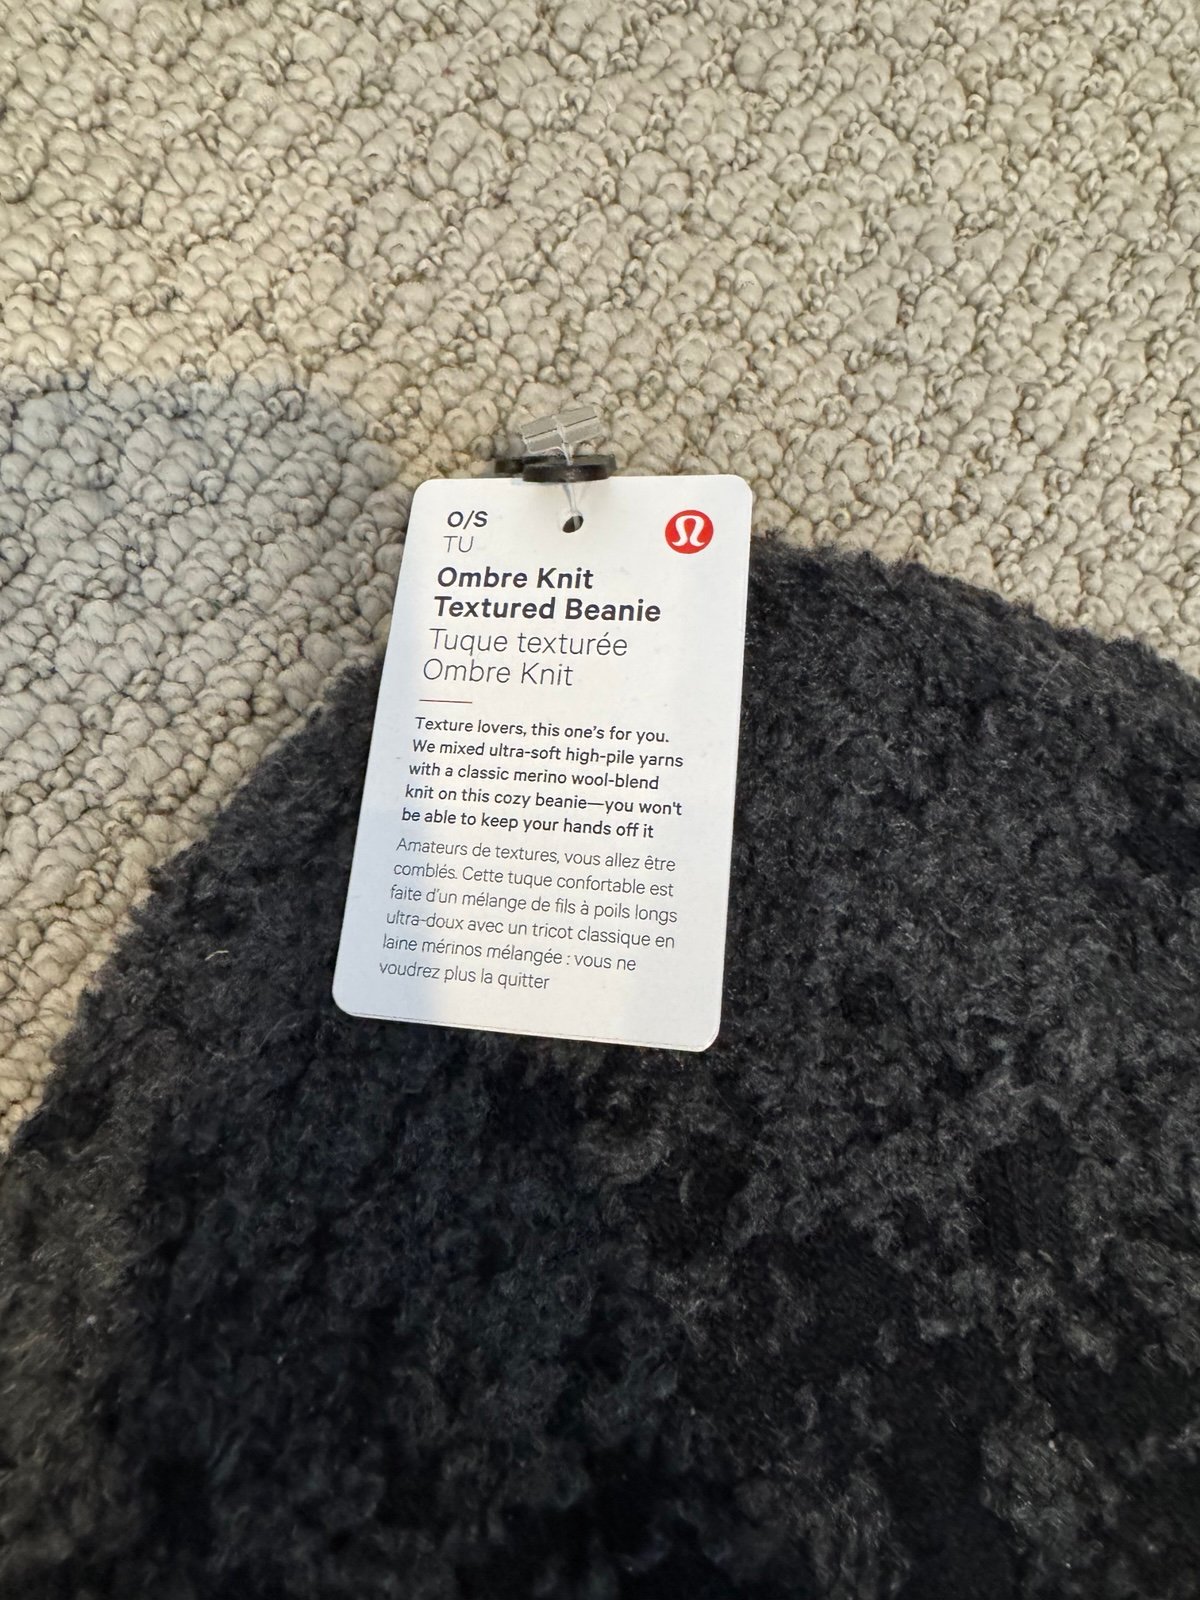 O/S
TU
Ombre Knit
Textured Beanie
Tuque texturée
Ombre Knit
Texture lovers, this one's for you.
We mixed ultra-soft high-pile yarns
with a classic merino wool-blend
knit on this cozy beanie—you won't
be able to keep your hands off it
Amateurs de textures, vous allez être
comblés. Cette tuque confortable est
faite d'un mélange de fils à poils longs
ultra-doux avec un tricot classique en
laine mérinos mélangée : vous ne
voudrez plus la quitter